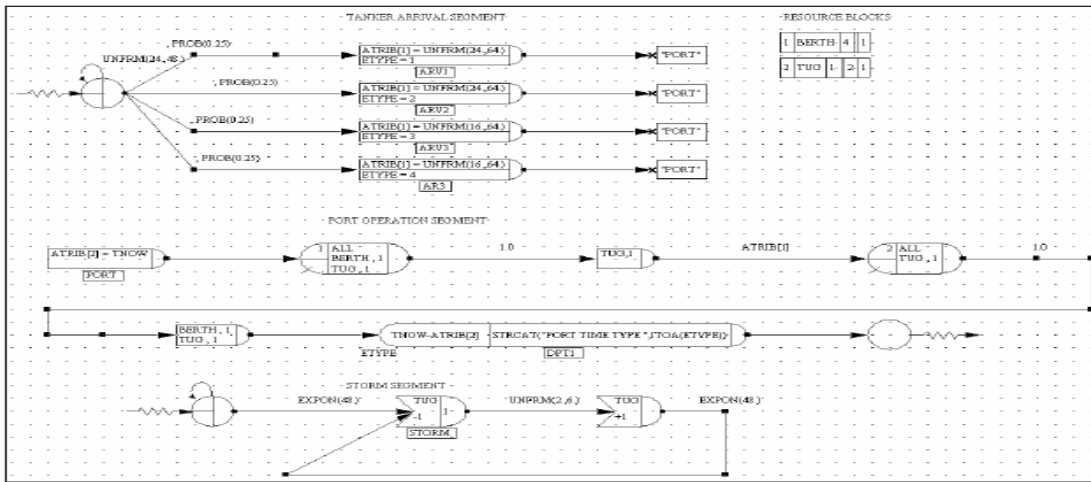 TANKER ARRIVAL SEGMENT
RESOURCE BLOCKS
1 BERTH 4 1
2 TUG 1 2 1
UNFRM(24,48.)
, PROB(0.25)
ATRIB[1] = UNFRM(24,,64.)
ETYPE = 1
ARV1
"PORT"
, PROB(0.25)
ATRIB[1] = UNFRM(24,,64.)
ETYPE = 2
ARV2
"PORT"
, PROB(0.25)
ATRIB[1] = UNFRM(16,,64.)
ETYPE = 3
ARV3
"PORT"
, PROB(0.25)
ATRIB[1] = UNFRM(16,,64.)
ETYPE = 4
AR3
"PORT"
PORT OPERATION SEGMENT
ATRIB[2] = TNOW
PORT
1 ALL
BERTH , 1
TUG , 1
1.0
TUG,1
ATRIB[1]
2 ALL
TUG , 1
1.0
BERTH , 1
TUG , 1
TNOW-ATRIB[2]
STRCAT("PORT TIME TYPE ",ITOA(ETYPE))
ETYPE
DPT1
STORM SEGMENT
EXPON(48.)
TUG
-1
1
STORM
UNFRM(2,6.)
TUG
+1
EXPON(48.)